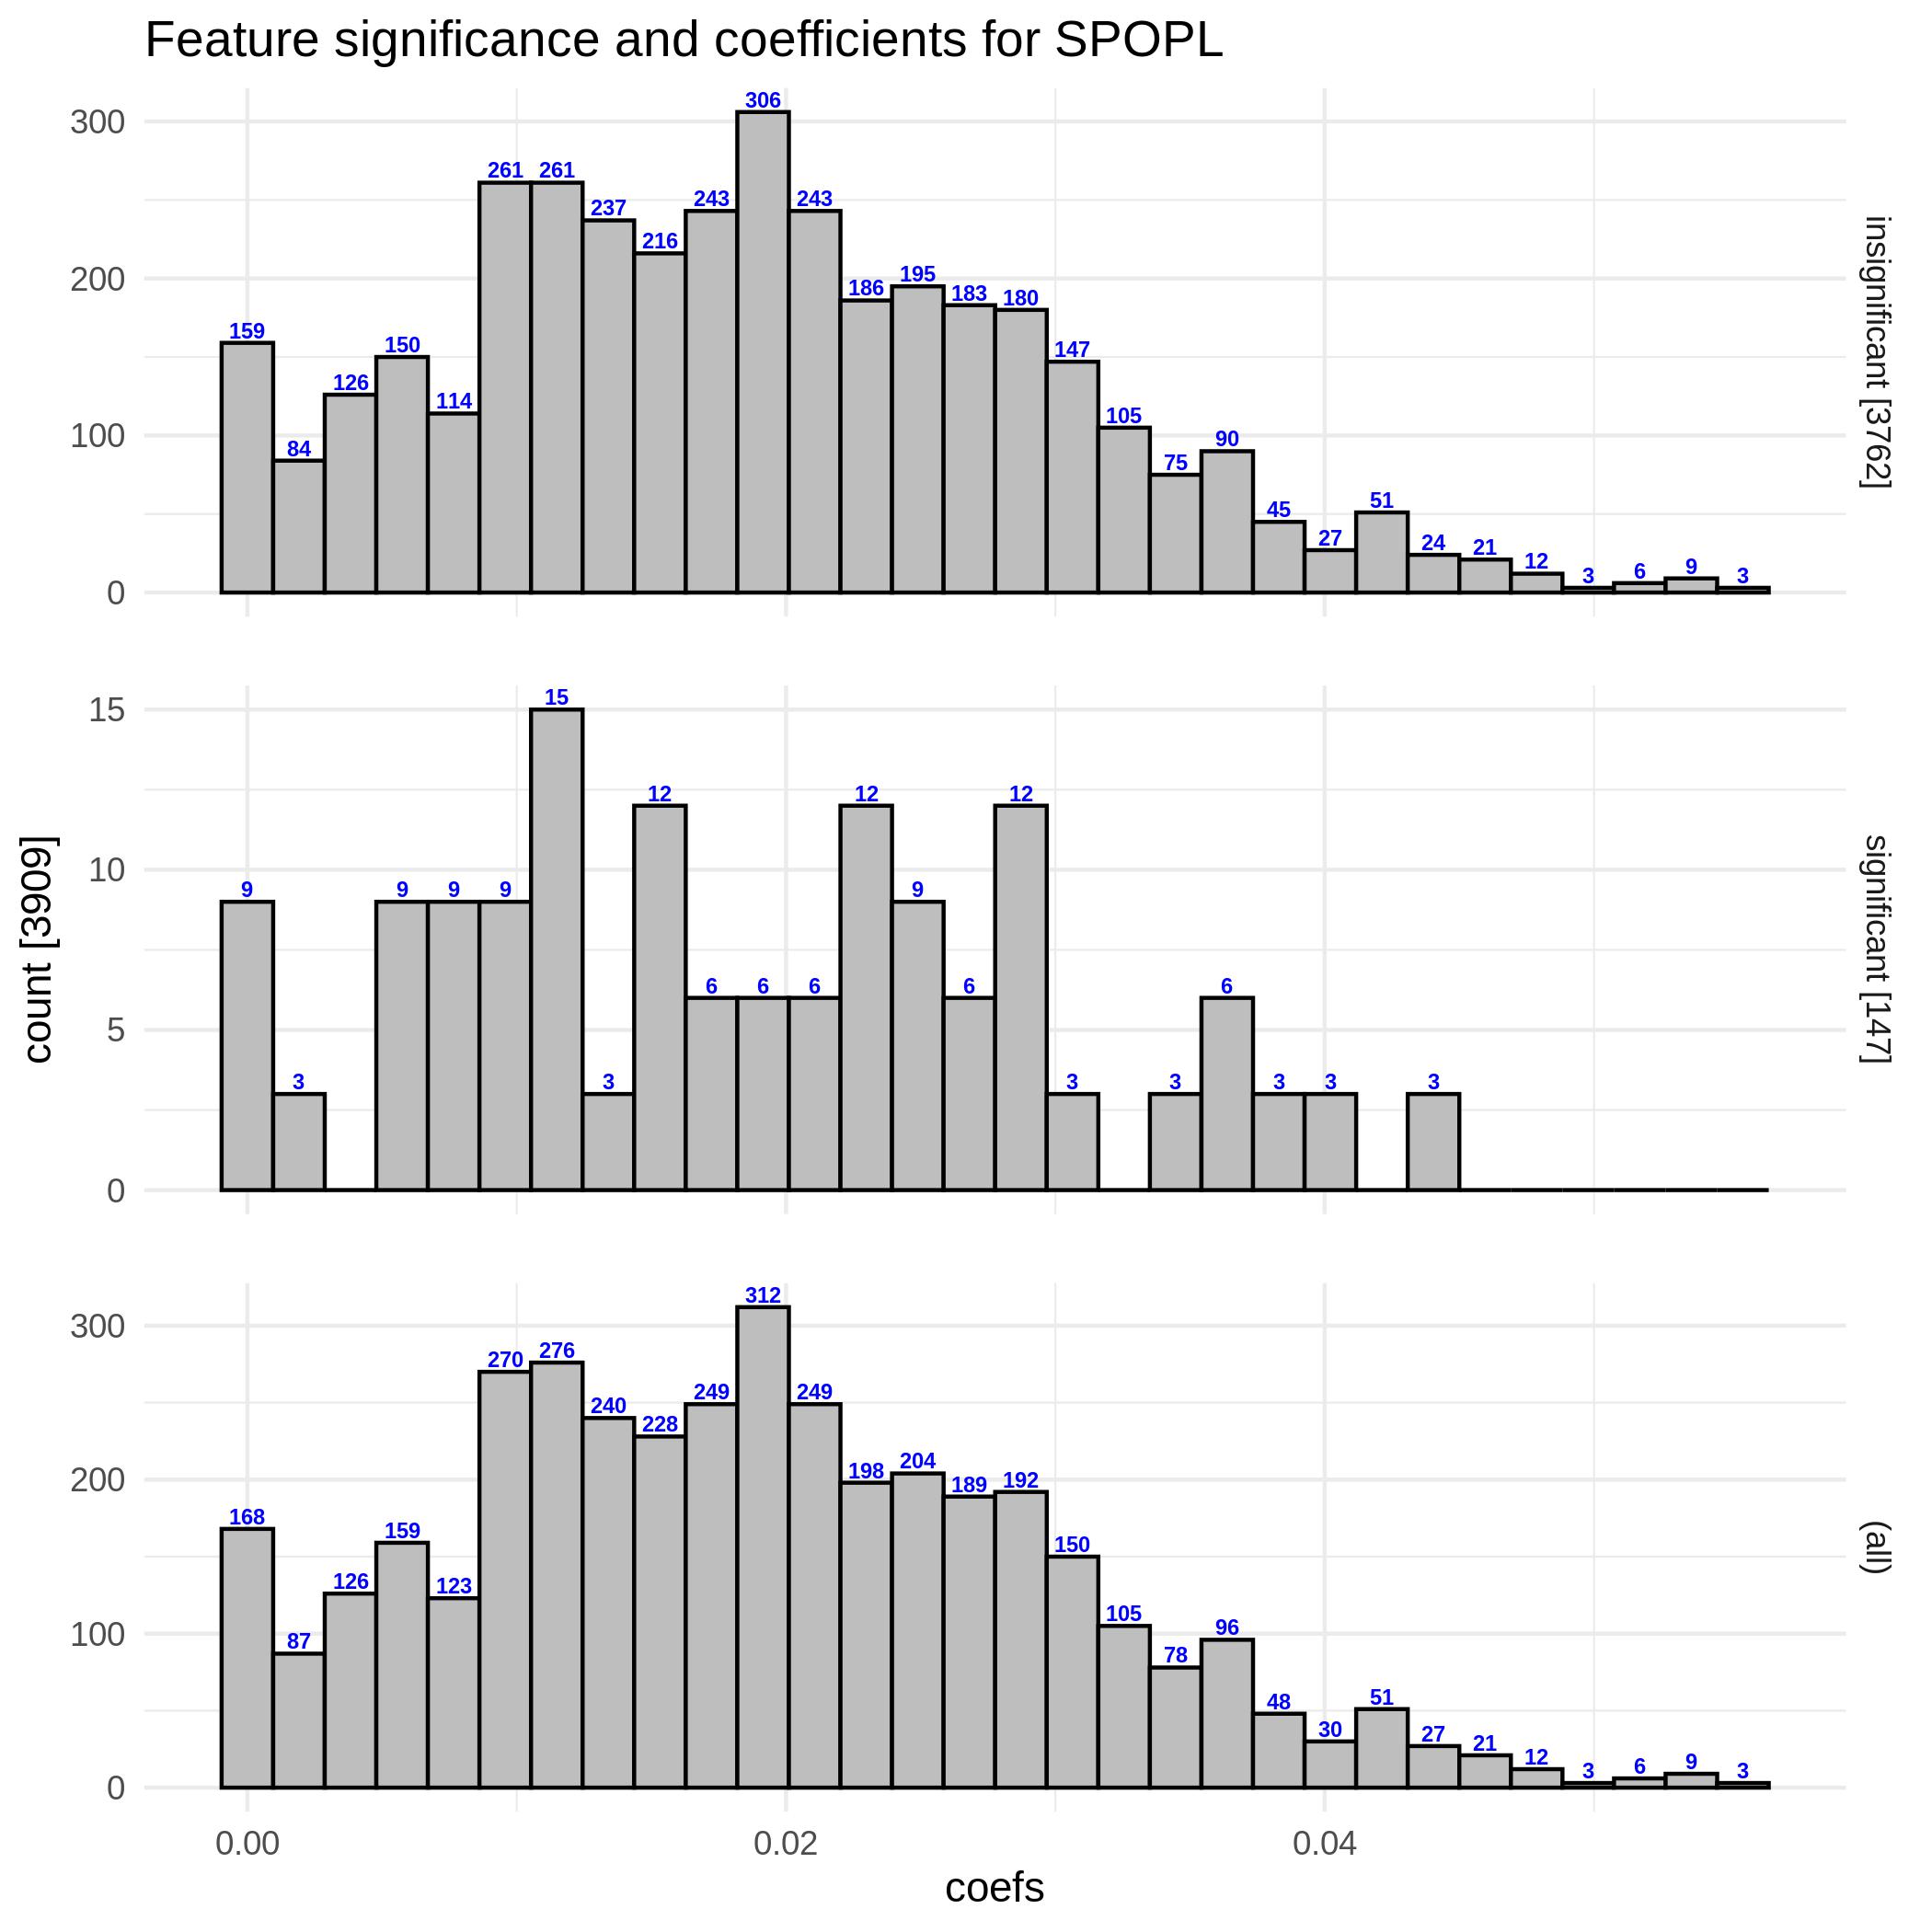 Feature significance and coefficients for SPOPL
count [3909]
300
200
100
0
159 84 126 150 114 261 261 237 216 243 306 243 186 195 183 180 147 105 75 90 45 27 51 24 21 12 3 6 9 3
insignificant [3762]
15
10
5
0
9 3 9 9 9 15 3 12 6 6 6 12 9 6 12 3 3 6 3 3 3
significant [147]
300
200
100
0
168 87 126 159 123 270 276 240 228 249 312 249 198 204 189 192 150 105 78 96 48 30 51 27 21 12 3 6 9 3
(all)
0.00 0.02 0.04
coefs